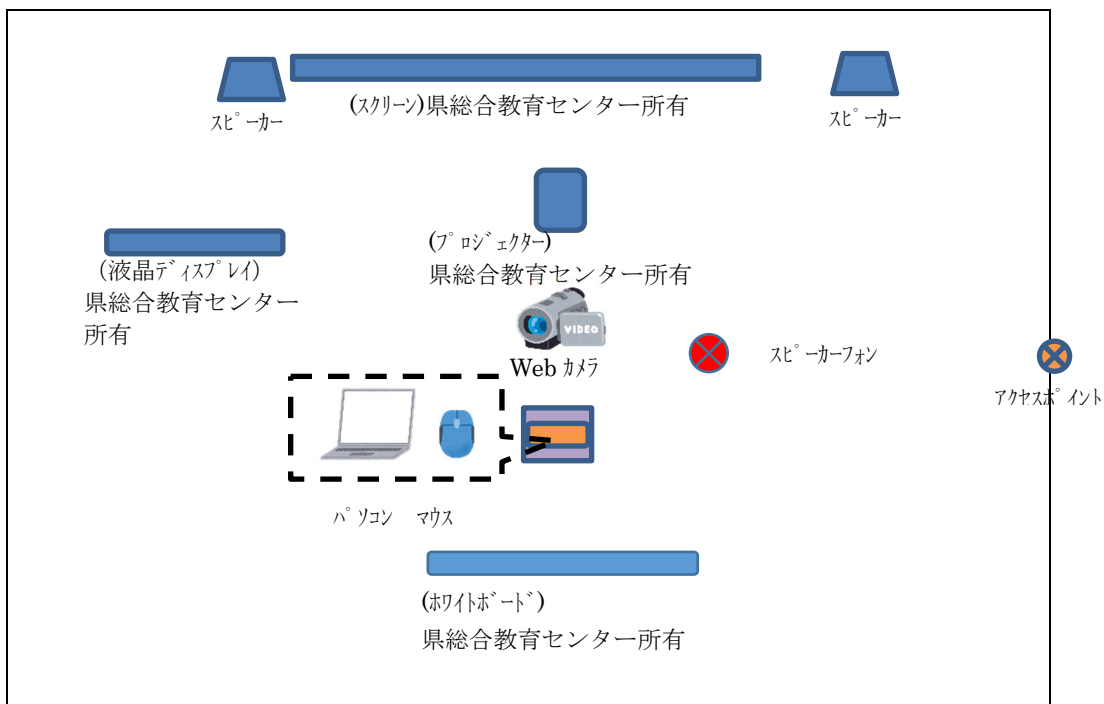 (ｽｸﾘｰﾝ)県総合教育センター所有
ｽﾋﾟｰｶｰ
ｽﾋﾟｰｶｰ
(ﾌﾟﾛｼﾞｪｸﾀｰ)
県総合教育センター所有
(液晶ﾃﾞｨｽﾌﾟﾚｲ)
県総合教育センター
所有
VIDEO
Web ｶﾒﾗ
ｽﾋﾟｰｶｰﾌｫﾝ
ｱｸｾｽﾎﾟｲﾝﾄ
ﾊﾟｿｺﾝ ﾏｳｽ
(ﾎﾜｲﾄﾎﾞｰﾄﾞ)
県総合教育センター所有